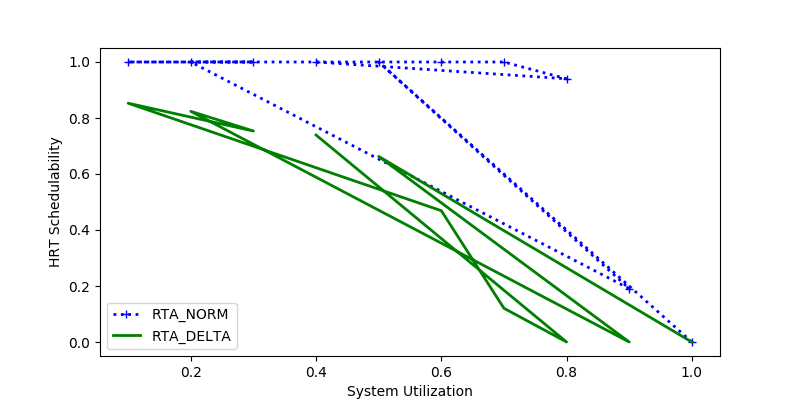 1.0
0.8
0.6
0.4
0.2
0.0
HRT Schedulability
RTA_NORM
RTA_DELTA
0.2 0.4 0.6 0.8 1.0
System Utilization